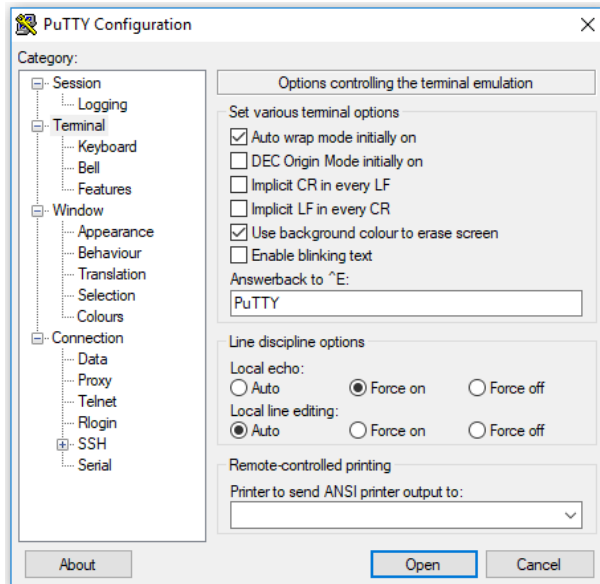 PuTTY Configuration
Category:
Session
Logging
Terminal
Keyboard
Bell
Features
Window
Appearance
Behaviour
Translation
Selection
Colours
Connection
Data
Proxy
Telnet
Rlogin
SSH
Serial
Options controlling the terminal emulation
Set various terminal options
Auto wrap mode initially on
DEC Origin Mode initially on
Implicit CR in every LF
Implicit LF in every CR
Use background colour to erase screen
Enable blinking text
Answerback to ^E:
PuTTY
Line discipline options
Local echo:
Auto Force on Force off
Local line editing:
Auto Force on Force off
Remote-controlled printing
Printer to send ANSI printer output to:
About Open Cancel